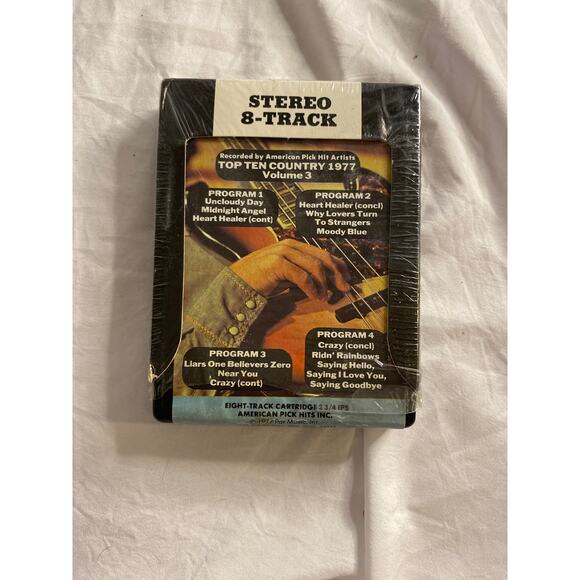 STEREO
8-TRACK
Recorded by American Pick Hit Artists
TOP TEN COUNTRY 1977
Volume 3
PROGRAM 1
Uncloudy Day
Midnight Angel
Heart Healer (cont)
PROGRAM 2
Heart Healer (concl)
Why Lovers Turn
To Strangers
Moody Blue
PROGRAM 3
Liars One Believers Zero
Near You
Crazy (cont)
PROGRAM 4
Crazy (concl)
Ridn' Rainbows
Saying Hello,
Saying I Love You,
Saying Goodbye
EIGHT-TRACK CARTRIDGE 3 3/4 IPS
AMERICAN PICK HITS INC.
1977 Music, Inc.